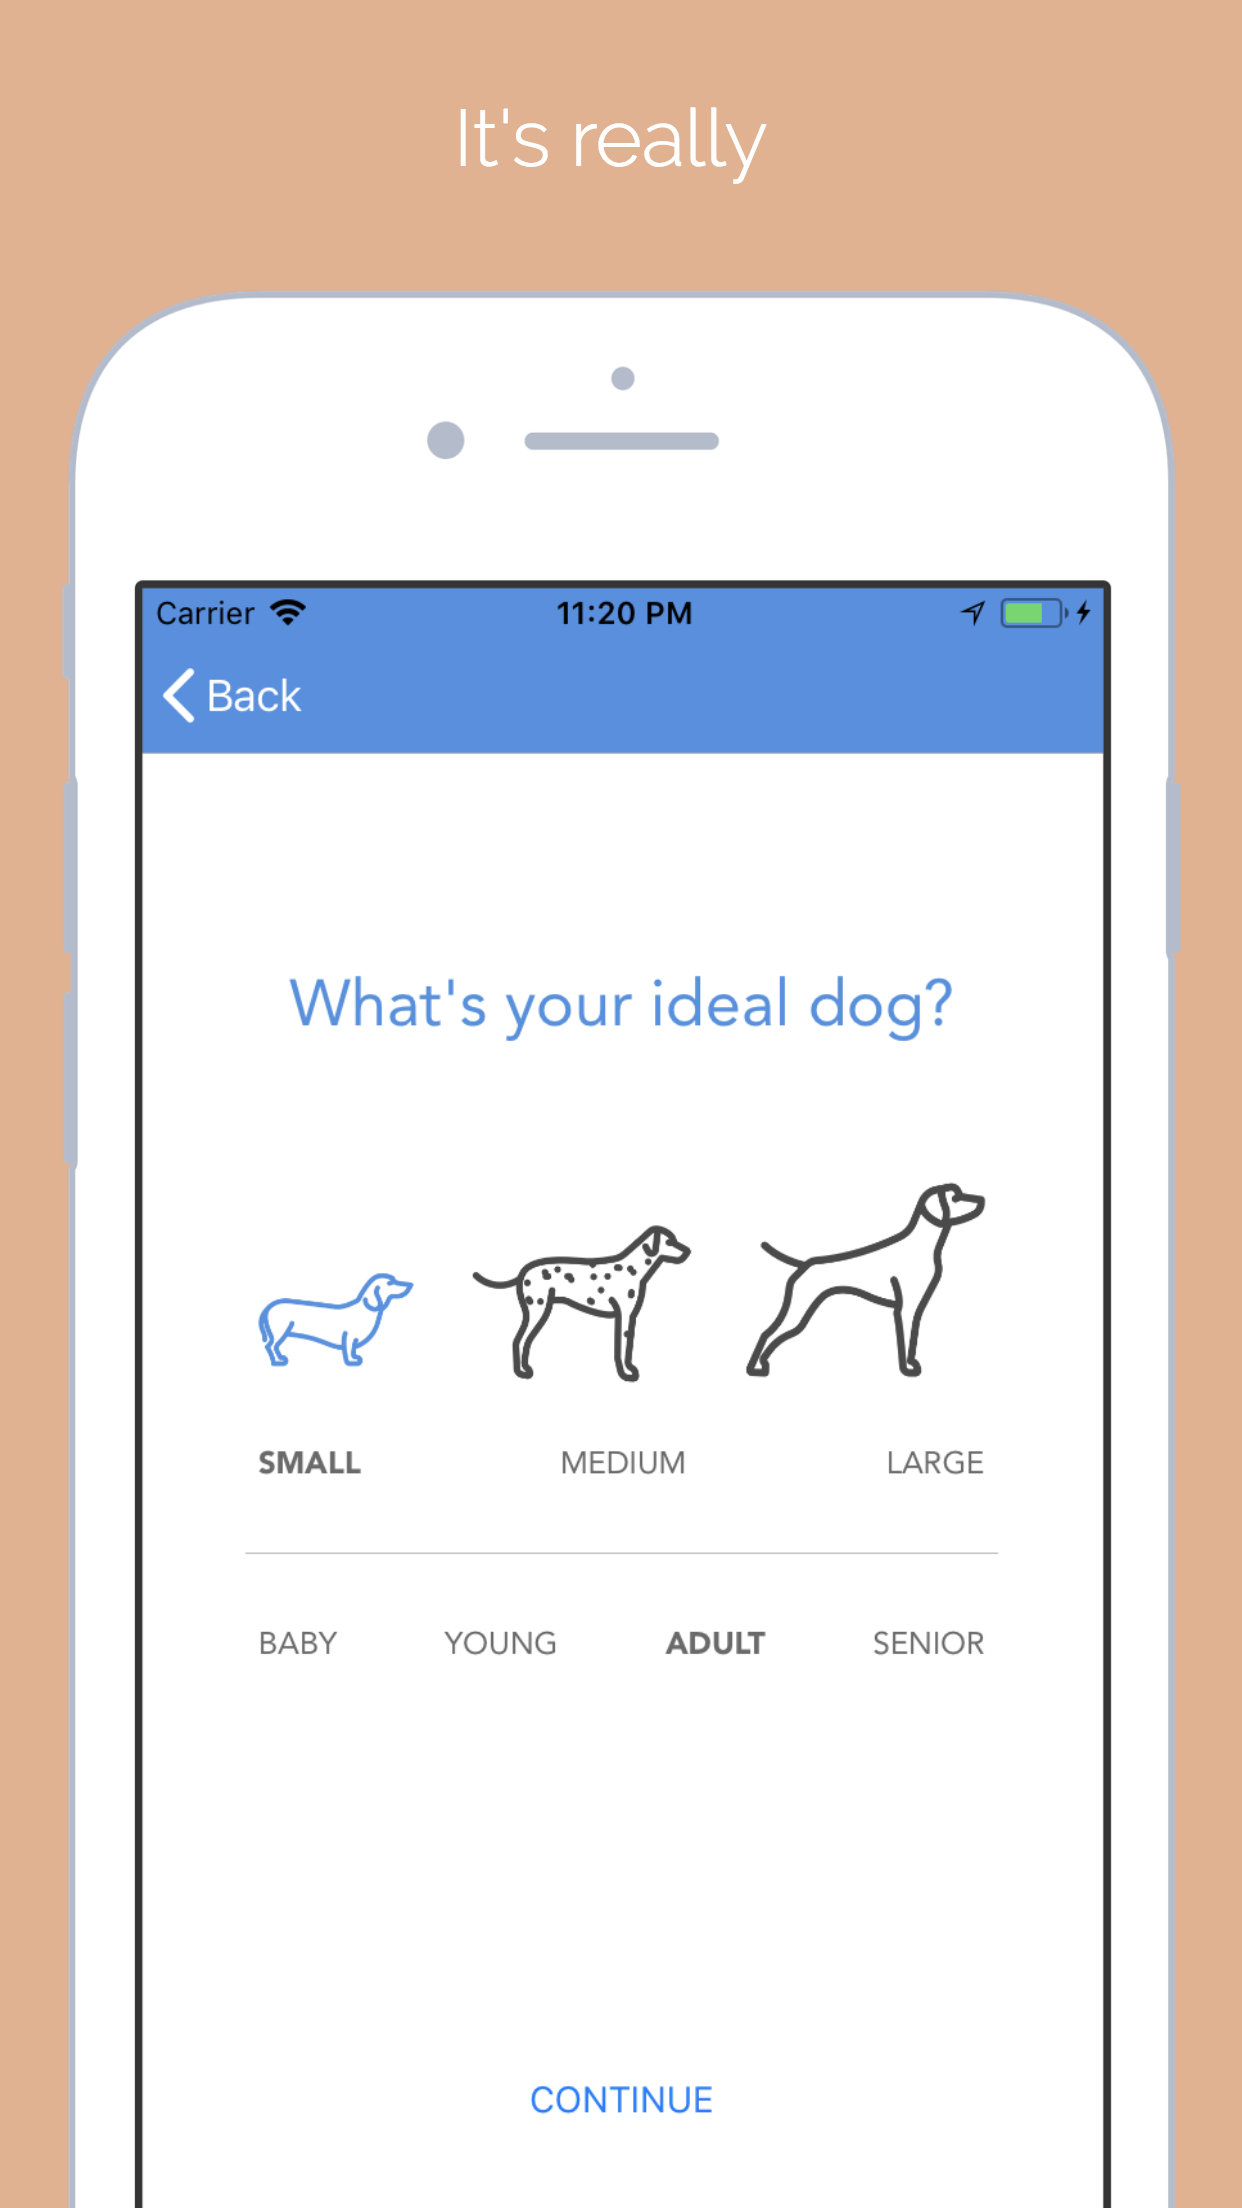 It's really
Carrier 11:20 PM
Back
What's your ideal dog?
SMALL MEDIUM LARGE
BABY YOUNG ADULT SENIOR
CONTINUE